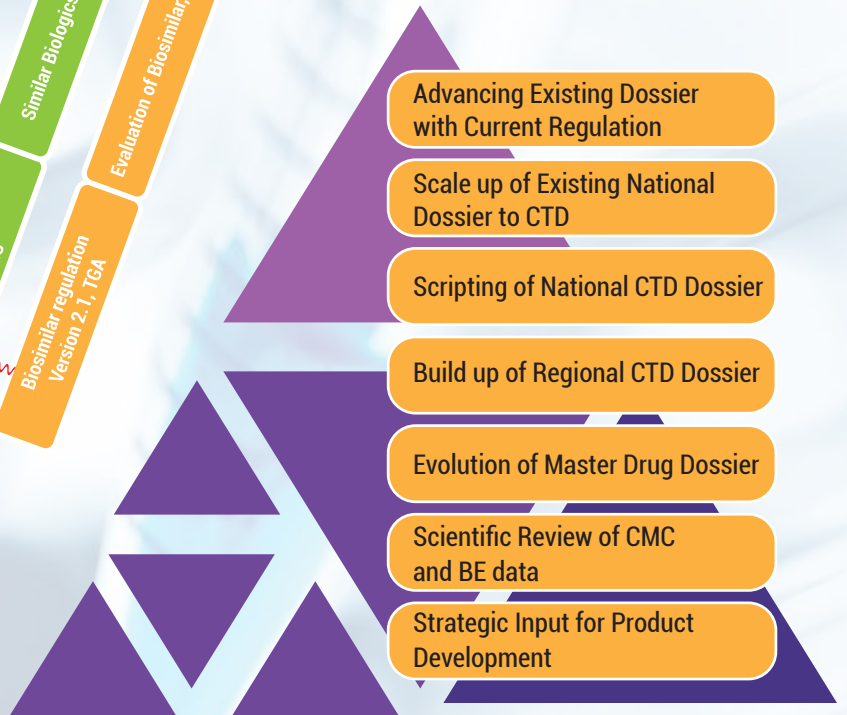 Similar Biologics
Evaluation of Biosimilar,
Biosimilar regulation
Version 2.1, TGA
Advancing Existing Dossier
with Current Regulation
Scale up of Existing National
Dossier to CTD
Scripting of National CTD Dossier
Build up of Regional CTD Dossier
Evolution of Master Drug Dossier
Scientific Review of CMC
and BE data
Strategic Input for Product
Development